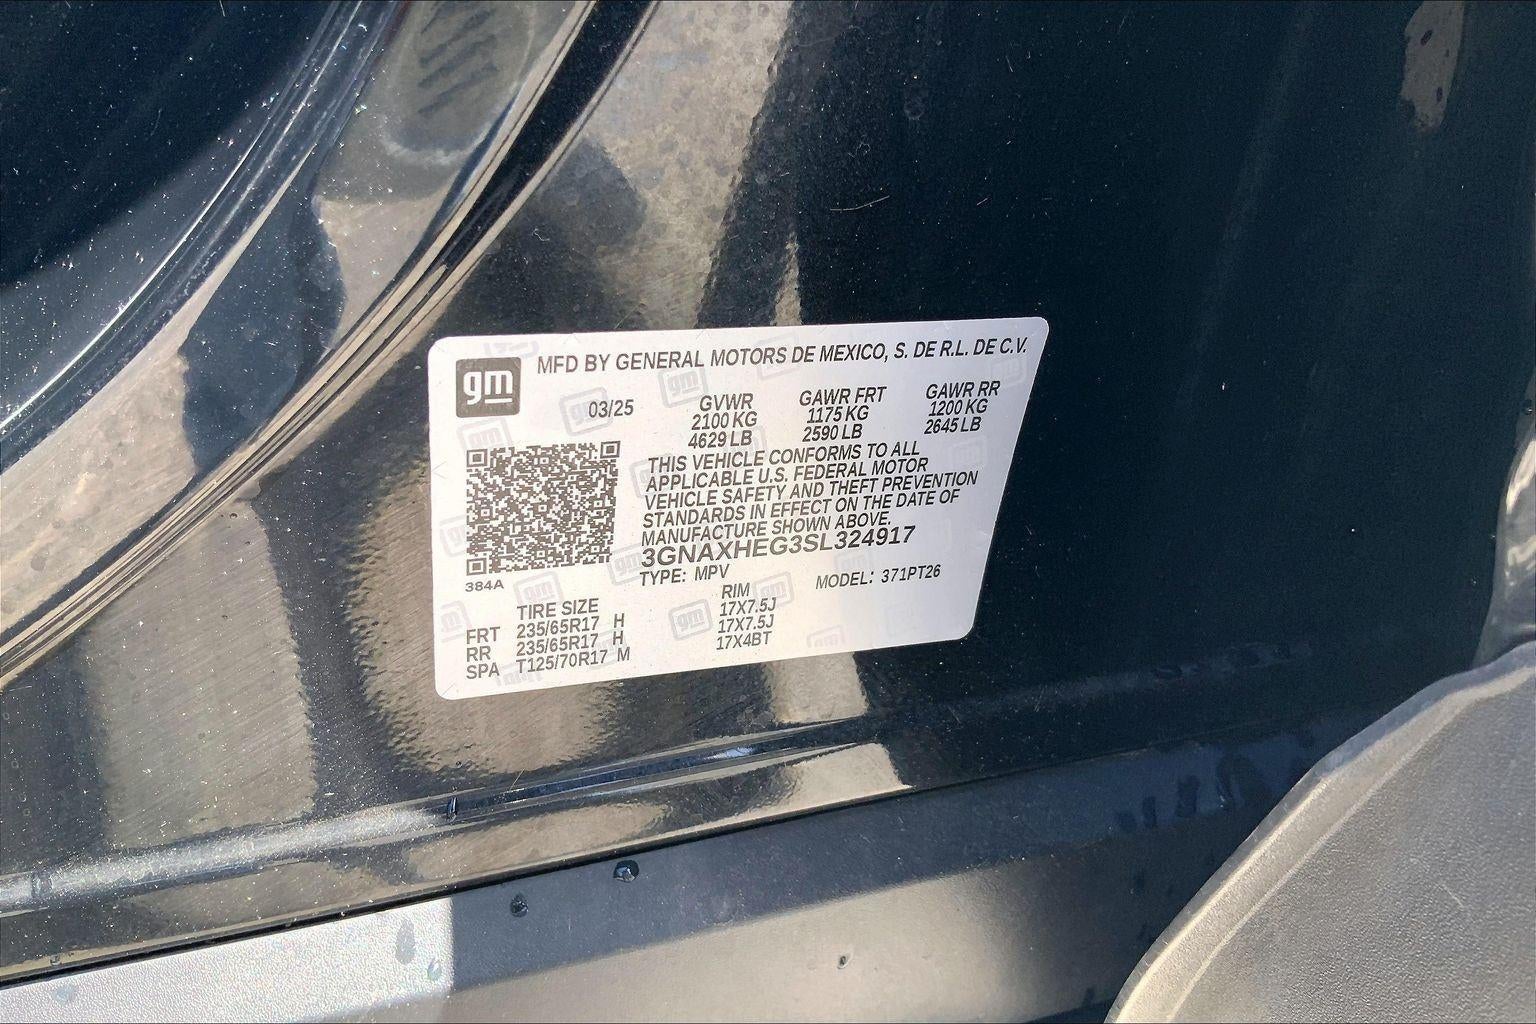 gm
MFD BY GENERAL MOTORS DE MEXICO, S. DE R.L. DE C.V.
03/25 GVWR GAWR FRT GAWR RR
2100 KG 1175 KG 1200 KG
4629 LB 2590 LB 2645 LB
THIS VEHICLE CONFORMS TO ALL
APPLICABLE U.S. FEDERAL MOTOR
VEHICLE SAFETY AND THEFT PREVENTION
STANDARDS IN EFFECT ON THE DATE OF
MANUFACTURE SHOWN ABOVE.
3GNAXHEG3SL324917
384A
TYPE: MPV MODEL: 371PT26
TIRE SIZE RIM
FRT 235/65R17 H 17X7.5J
RR 235/65R17 H 17X7.5J
SPA T125/70R17 M 17X4BT